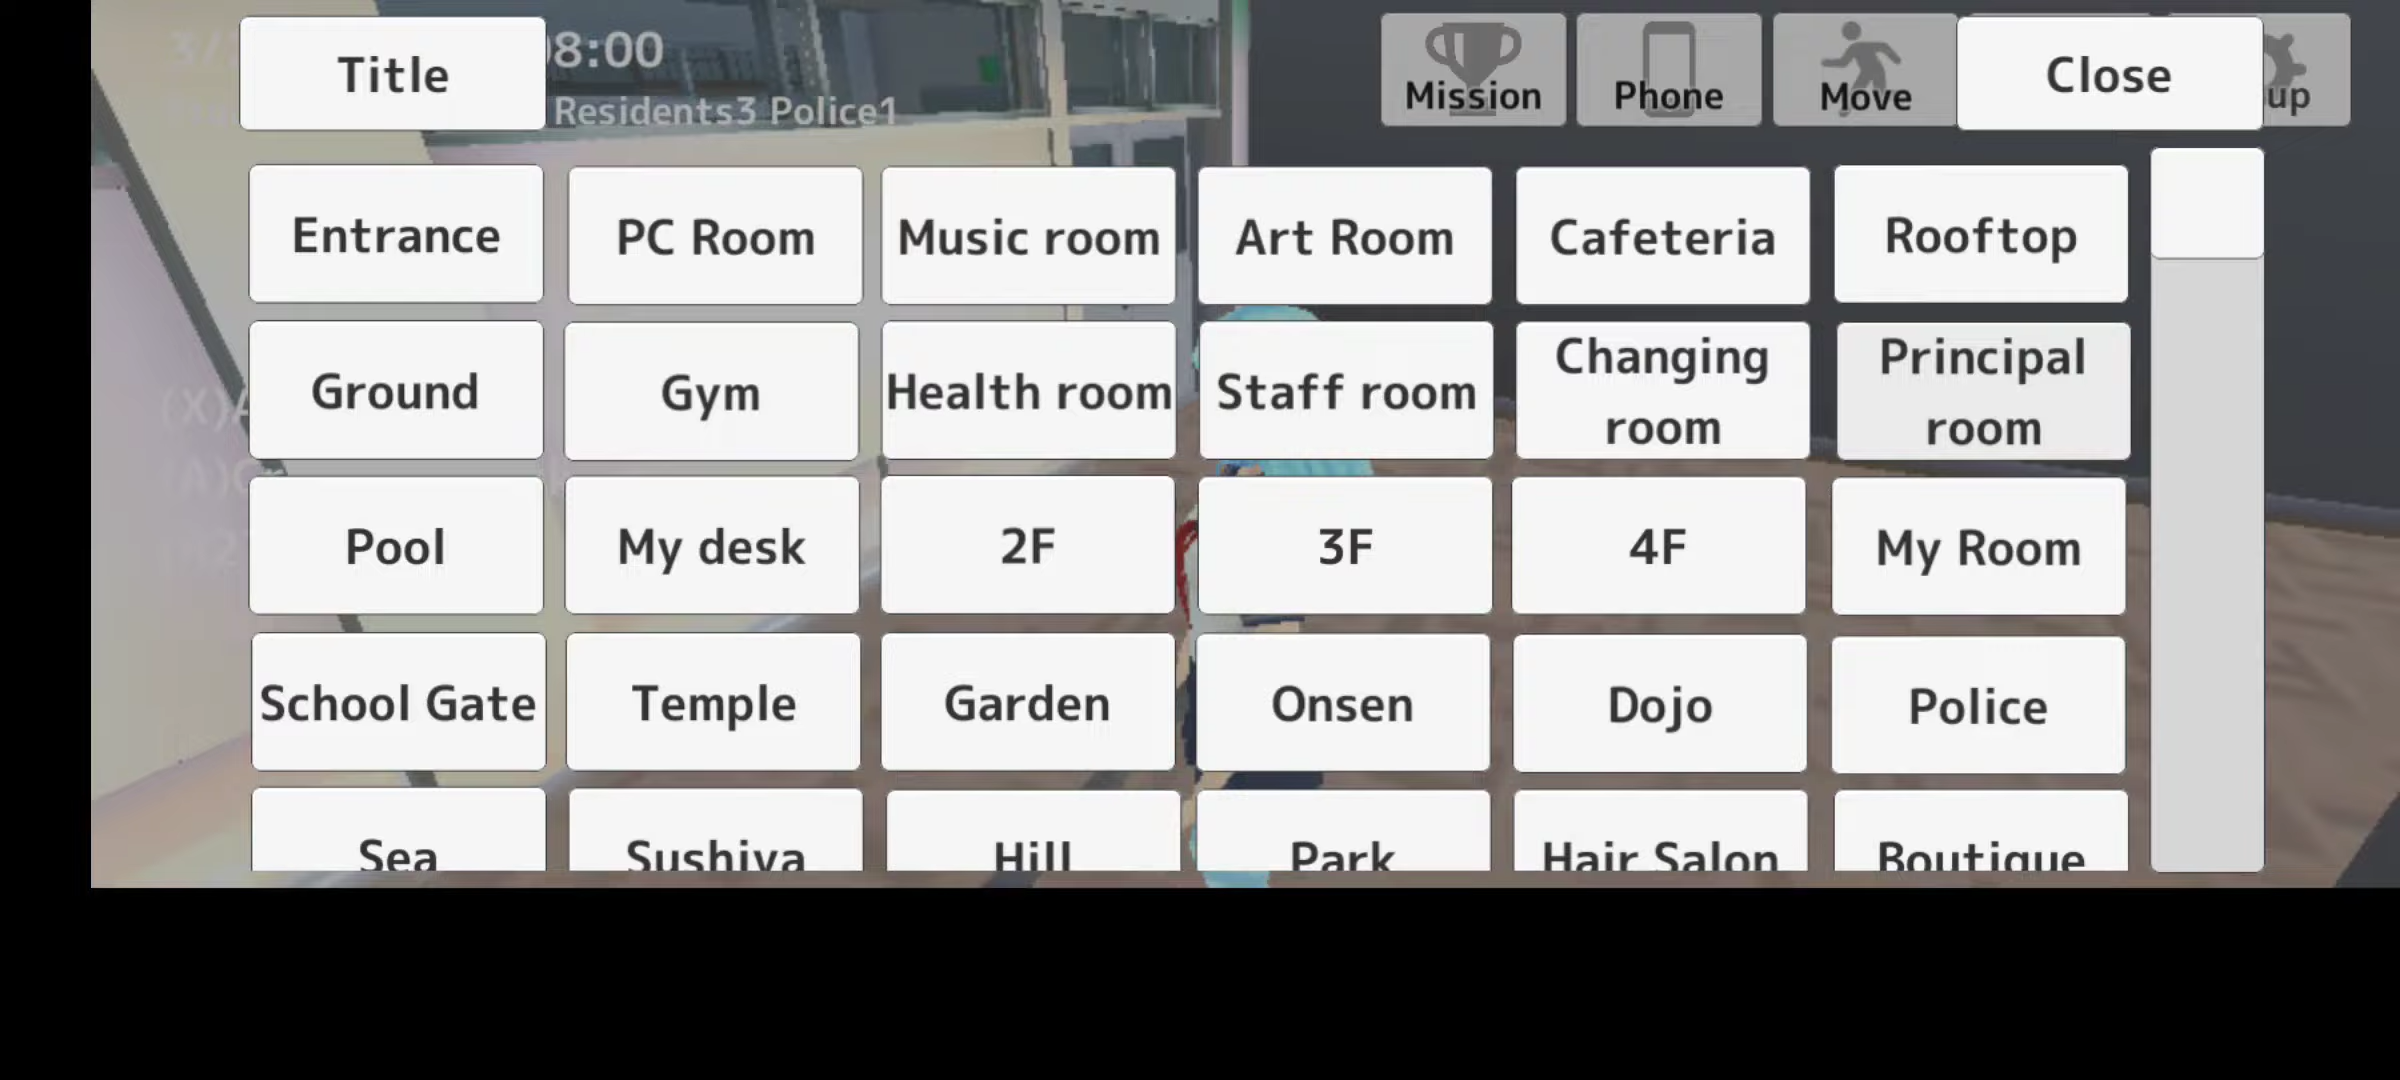 Title
8:00
Residents3 Police1
Mission
Phone
Move
Close
up
Entrance
PC Room
Music room
Art Room
Cafeteria
Rooftop
Ground
Gym
Health room
Staff room
Changing
room
Principal
room
Pool
My desk
2F
3F
4F
My Room
School Gate
Temple
Garden
Onsen
Dojo
Police
Sea
Sushiya
Hill
Park
Hair Salon
Boutique